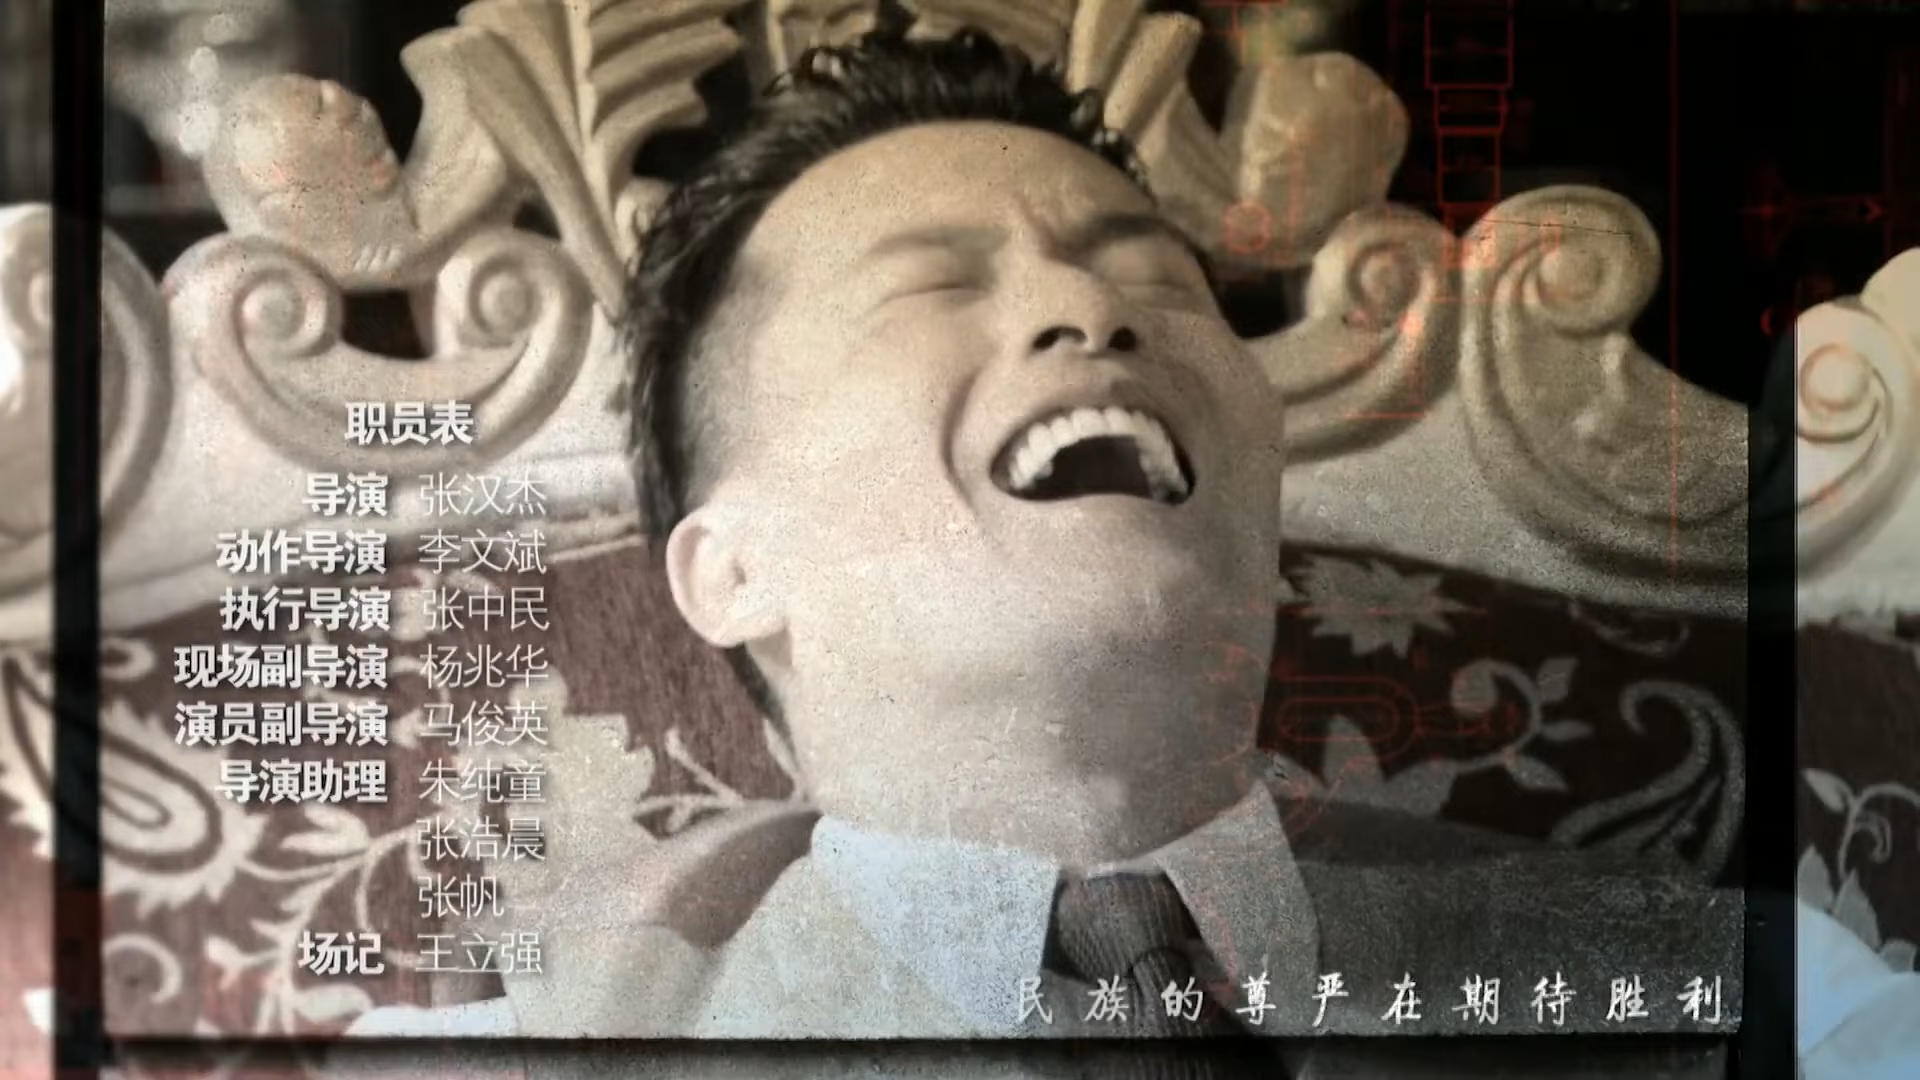 职员表
导演 张汉杰
动作导演 李文斌
执行导演 张中民
现场副导演 杨兆华
演员副导演 马俊英
导演助理 朱纯童
张浩晨
张帆
场记 王立强
民族的尊严在期待胜利